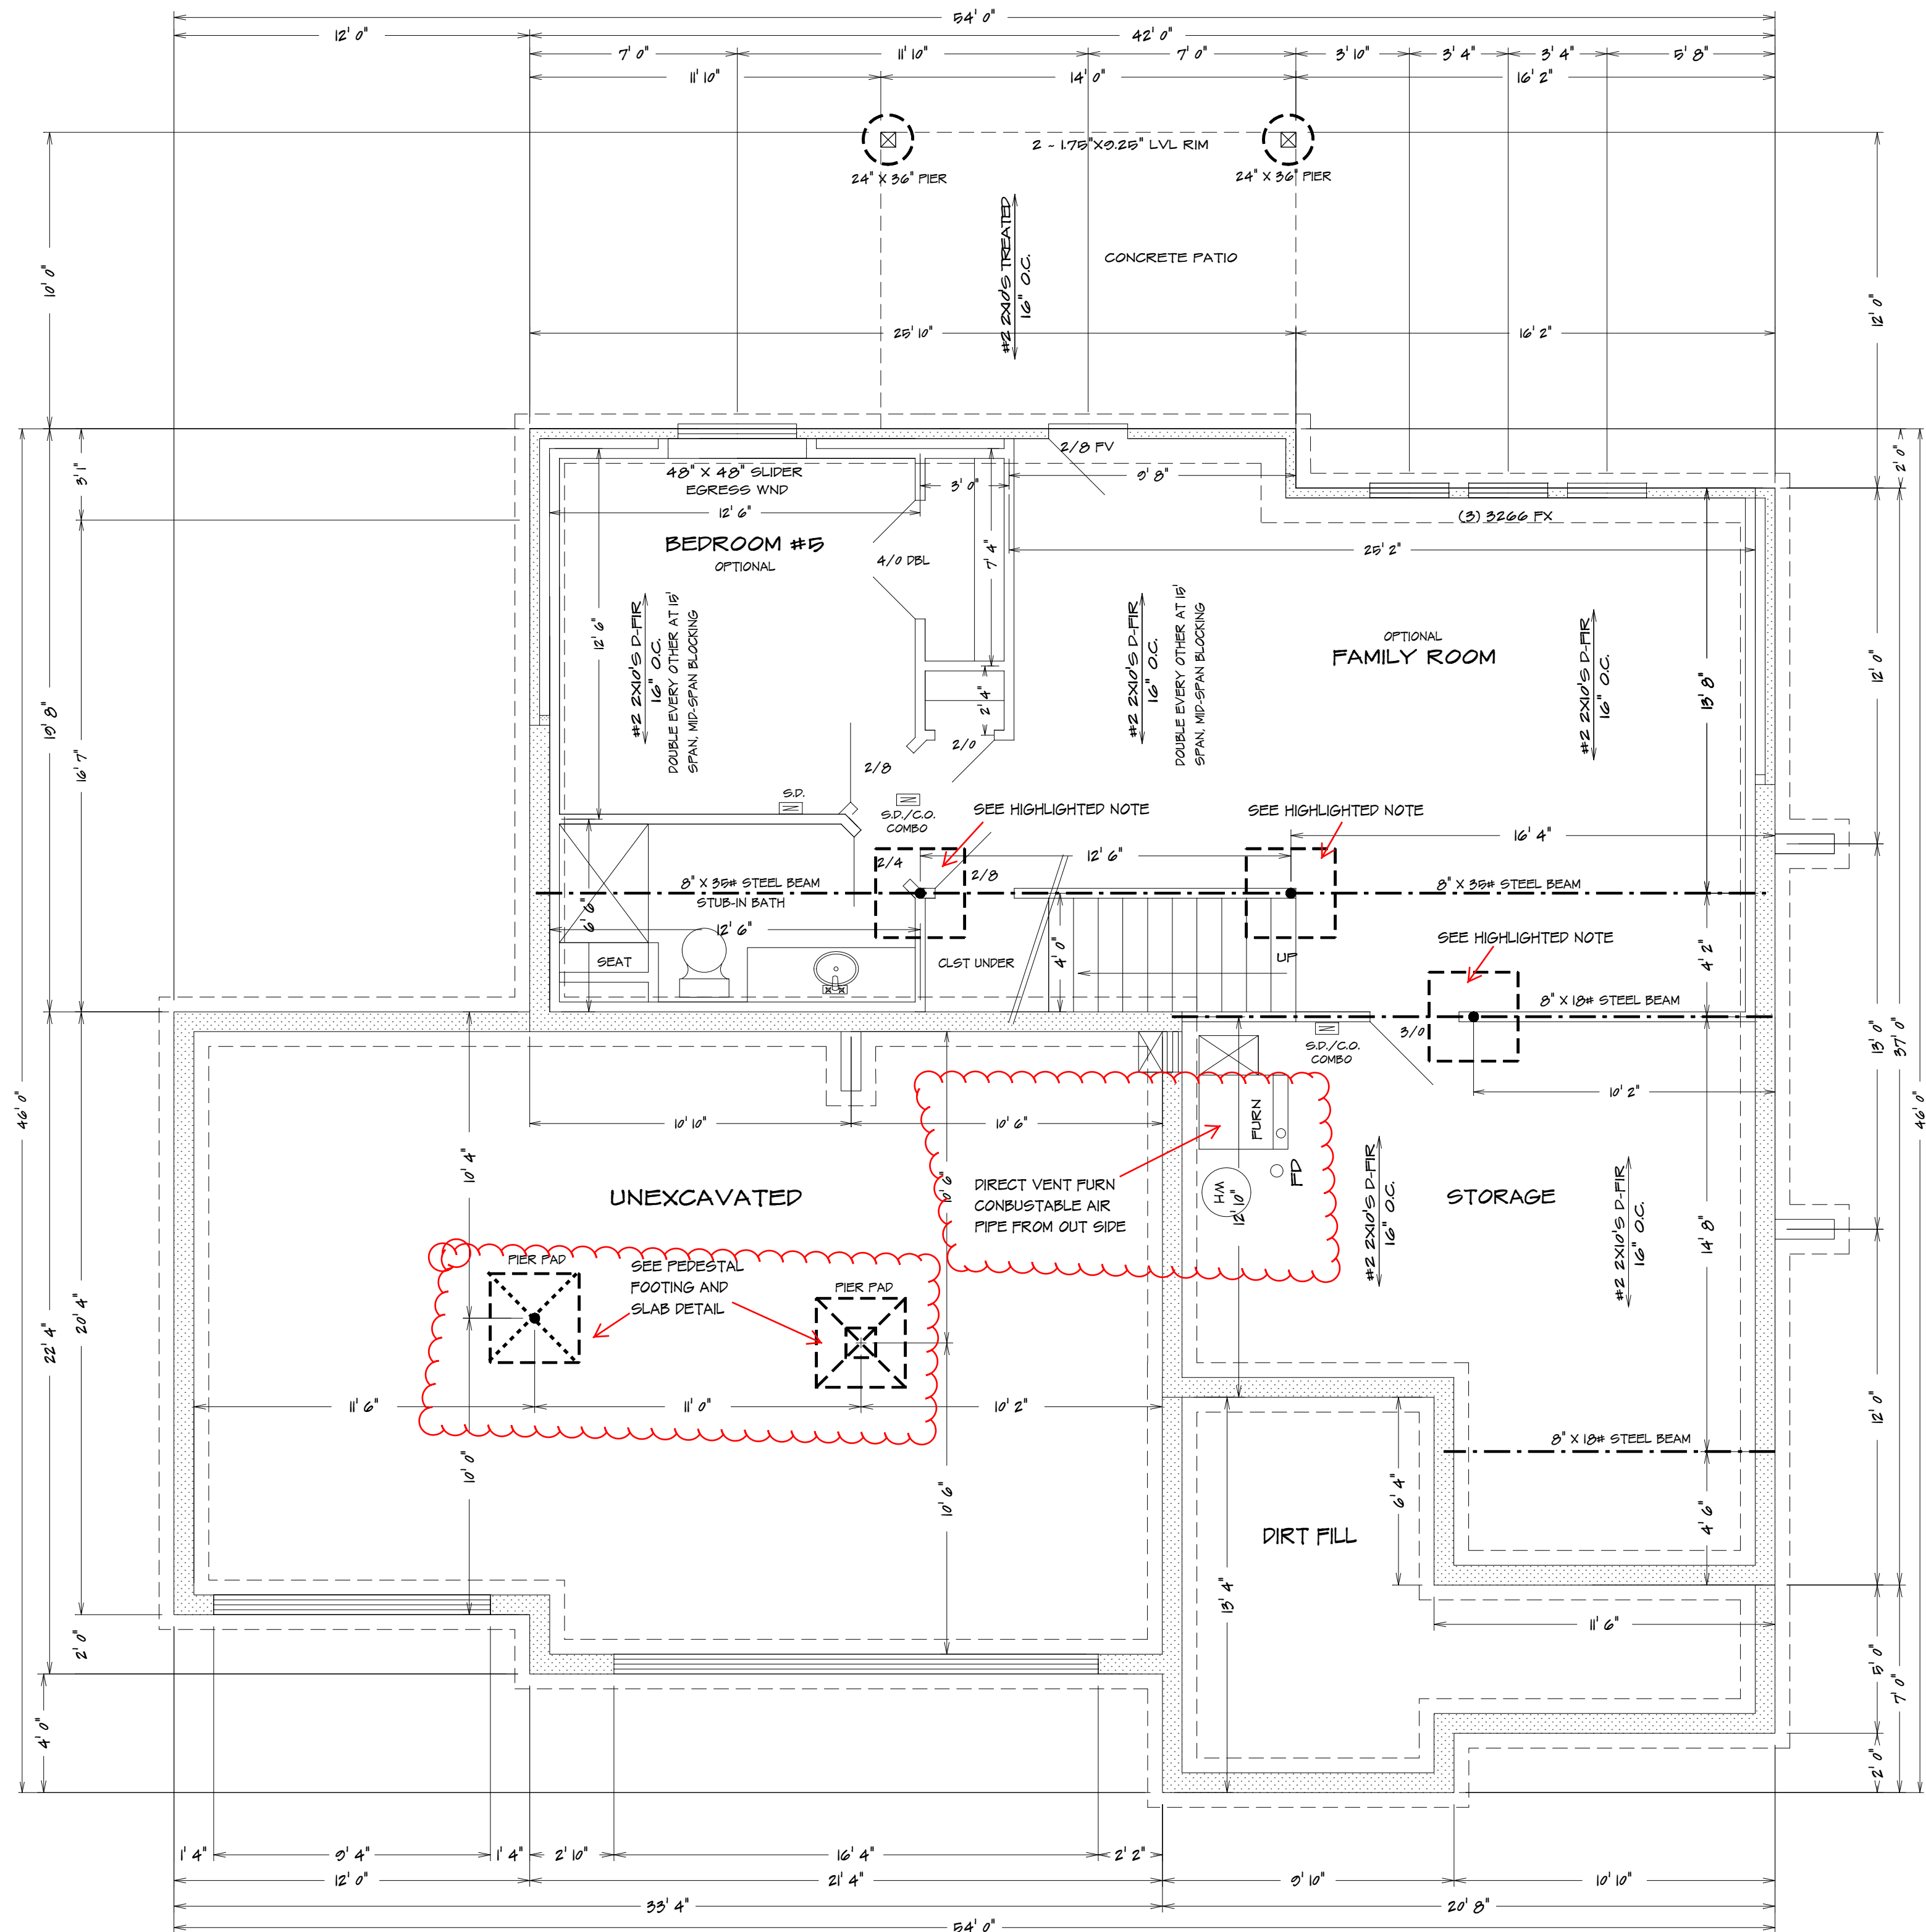 54' 0"
12' 0"
42' 0"
7' 0"
11' 10"
7' 0"
3' 10"
3' 4"
3' 4"
5' 8"
11' 10"
14' 0"
16' 2"
2 ~ 1.75"X9.25" LVL RIM
24" X 36" PIER
24" X 36" PIER
#2 2X10'S TREATED
16" O.C.
CONCRETE PATIO
10' 0"
12' 0"
25' 10"
16' 2"
2' 0"
3' 1"
2/8 FV
48" X 48" SLIDER
EGRESS WND
3' 0"
9' 8"
12' 6"
(3) 3266 FX
BEDROOM #5
OPTIONAL
4/0 DBL
7' 4"
25' 2"
12' 6"
#2 2X10'S D-FIR
16" O.C.
DOUBLE EVERY OTHER AT 15'
SPAN, MID-SPAN BLOCKING
#2 2X10'S D-FIR
16" O.C.
DOUBLE EVERY OTHER AT 15'
SPAN, MID-SPAN BLOCKING
OPTIONAL
FAMILY ROOM
#2 2X10'S D-FIR
16" O.C.
13' 8"
12' 0"
19' 8"
16' 7"
2' 4"
2/0
2/8
S.D.
S.D./C.O.
COMBO
SEE HIGHLIGHTED NOTE
SEE HIGHLIGHTED NOTE
16' 4"
2/4
2/8
12' 6"
8" X 35# STEEL BEAM
STUB-IN BATH
8" X 35# STEEL BEAM
6' 6"
12' 6"
SEAT
CLST UNDER
4' 0"
UP
SEE HIGHLIGHTED NOTE
4' 2"
8" X 18# STEEL BEAM
3/0
S.D./C.O.
COMBO
13' 0"
37' 0"
46' 0"
46' 0"
10' 2"
10' 10"
10' 6"
FURN
10' 4"
10' 6"
UNEXCAVATED
DIRECT VENT FURN
CONBUSTABLE AIR
PIPE FROM OUT SIDE
WH
12' 10"
FD
#2 2X10'S D-FIR
16" O.C.
STORAGE
#2 2X10'S D-FIR
16" O.C.
14' 8"
PIER PAD
SEE PEDESTAL
FOOTING AND
SLAB DETAIL
PIER PAD
20' 4"
22' 4"
11' 6"
11' 0"
10' 2"
12' 0"
10' 0"
10' 6"
8" X 18# STEEL BEAM
6' 4"
4' 6"
DIRT FILL
13' 4"
11' 6"
2' 0"
5' 0"
7' 0"
4' 0"
2' 0"
1' 4"
9' 4"
1' 4"
2' 10"
16' 4"
2' 2"
12' 0"
21' 4"
9' 10"
10' 10"
33' 4"
20' 8"
54' 0"